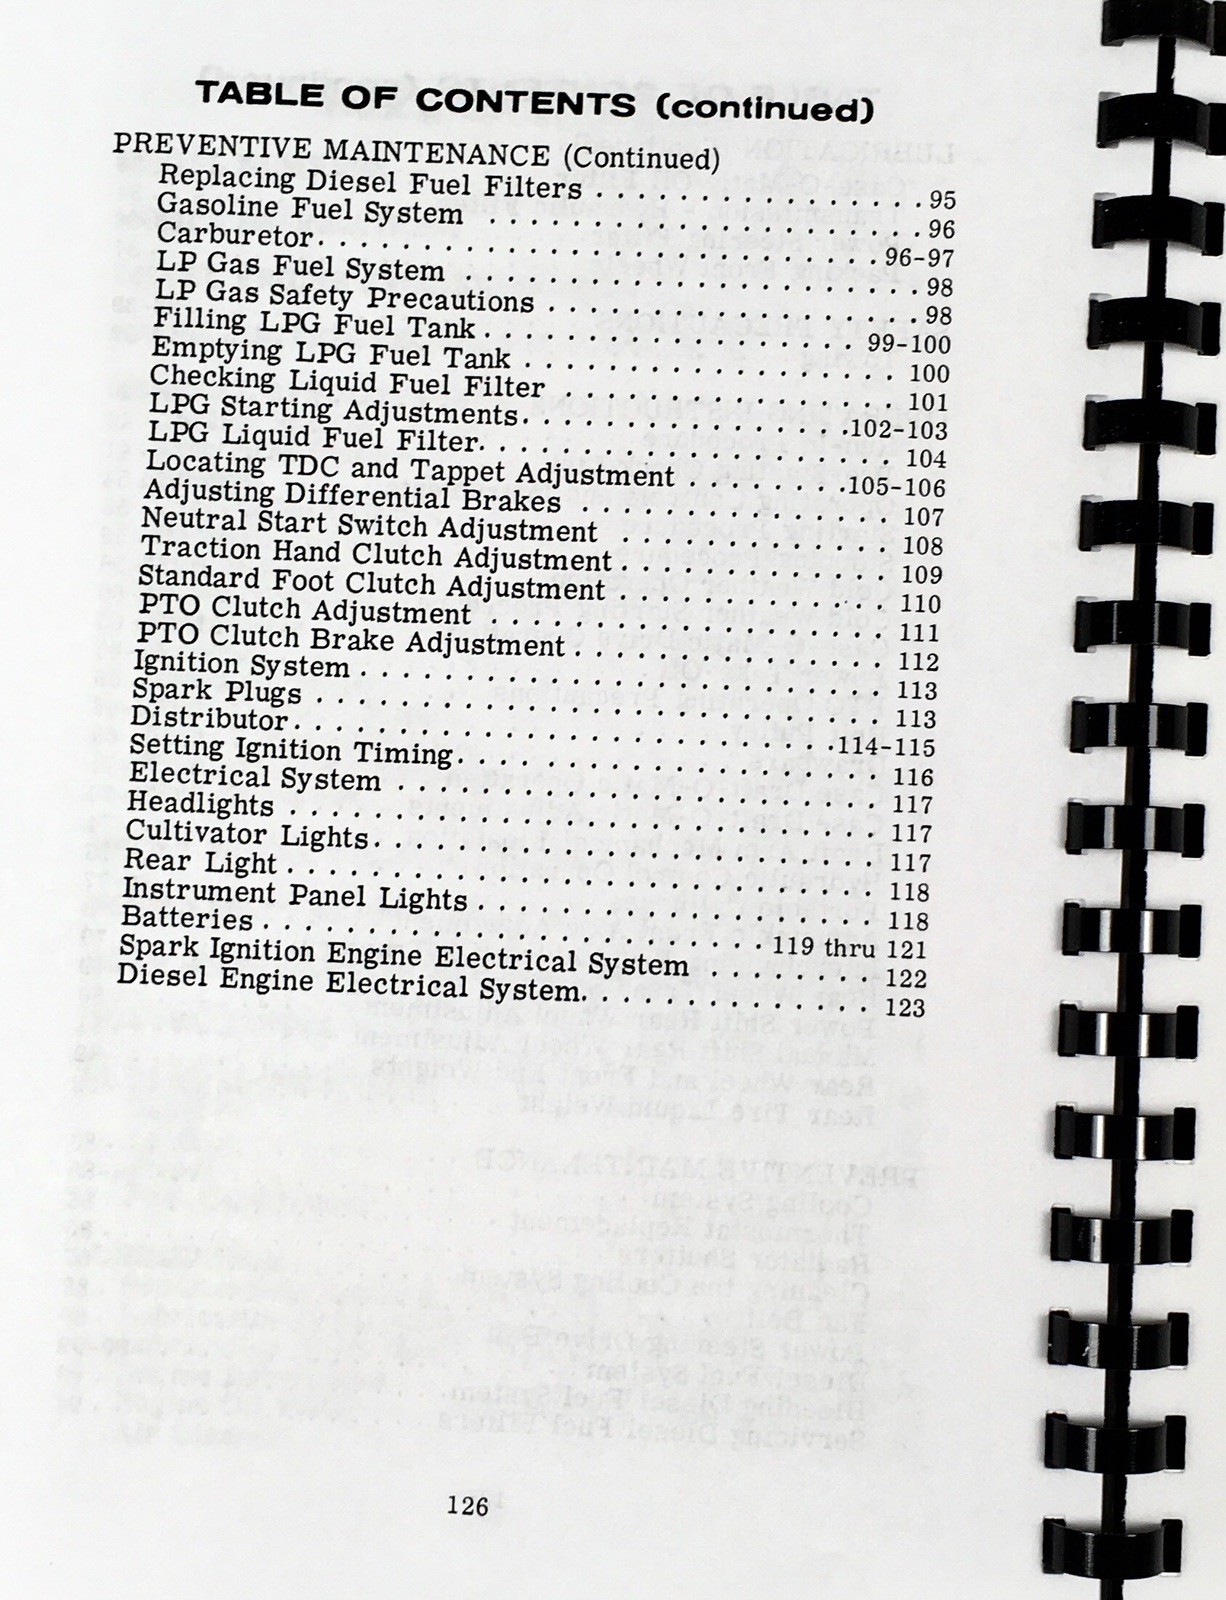 TABLE OF CONTENTS (continued)
PREVENTIVE MAINTENANCE (Continued)
Replacing Diesel Fuel Filters . . . . . . . . . . . . . . . . 95
Gasoline Fuel System . . . . . . . . . . . . . . . . . . . . 96
Carburetor. . . . . . . . . . . . . . . . . . . . . . . . 96-97
LP Gas Fuel System . . . . . . . . . . . . . . . . . . . . . 98
LP Gas Safety Precautions . . . . . . . . . . . . . . . . . 98
Filling LPG Fuel Tank. . . . . . . . . . . . . . . . . 99-100
Emptying LPG Fuel Tank . . . . . . . . . . . . . . . . . 100
Checking Liquid Fuel Filter . . . . . . . . . . . . . . . 101
LPG Starting Adjustments. . . . . . . . . . . . . . .102-103
LPG Liquid Fuel Filter. . . . . . . . . . . . . . . . . . 104
Locating TDC and Tappet Adjustment . . . . . . . .105-106
Adjusting Differential Brakes . . . . . . . . . . . . . . 107
Neutral Start Switch Adjustment . . . . . . . . . . . . . 108
Traction Hand Clutch Adjustment. . . . . . . . . . . . . 109
Standard Foot Clutch Adjustment . . . . . . . . . . . . . 110
PTO Clutch Adjustment . . . . . . . . . . . . . . . . . . 111
PTO Clutch Brake Adjustment. . . . . . . . . . . . . . . 112
Ignition System . . . . . . . . . . . . . . . . . . . . . . 113
Spark Plugs . . . . . . . . . . . . . . . . . . . . . . . . 113
Distributor. . . . . . . . . . . . . . . . . . . . . . .114-115
Setting Ignition Timing. . . . . . . . . . . . . . . . . . 116
Electrical System . . . . . . . . . . . . . . . . . . . . . 117
Headlights . . . . . . . . . . . . . . . . . . . . . . . . . 117
Cultivator Lights. . . . . . . . . . . . . . . . . . . . . 117
Rear Light . . . . . . . . . . . . . . . . . . . . . . . . . 118
Instrument Panel Lights . . . . . . . . . . . . . . . . . 118
Batteries . . . . . . . . . . . . . . . . . . . . . 119 thru 121
Spark Ignition Engine Electrical System . . . . . . . . 122
Diesel Engine Electrical System. . . . . . . . . . . . . 123
126